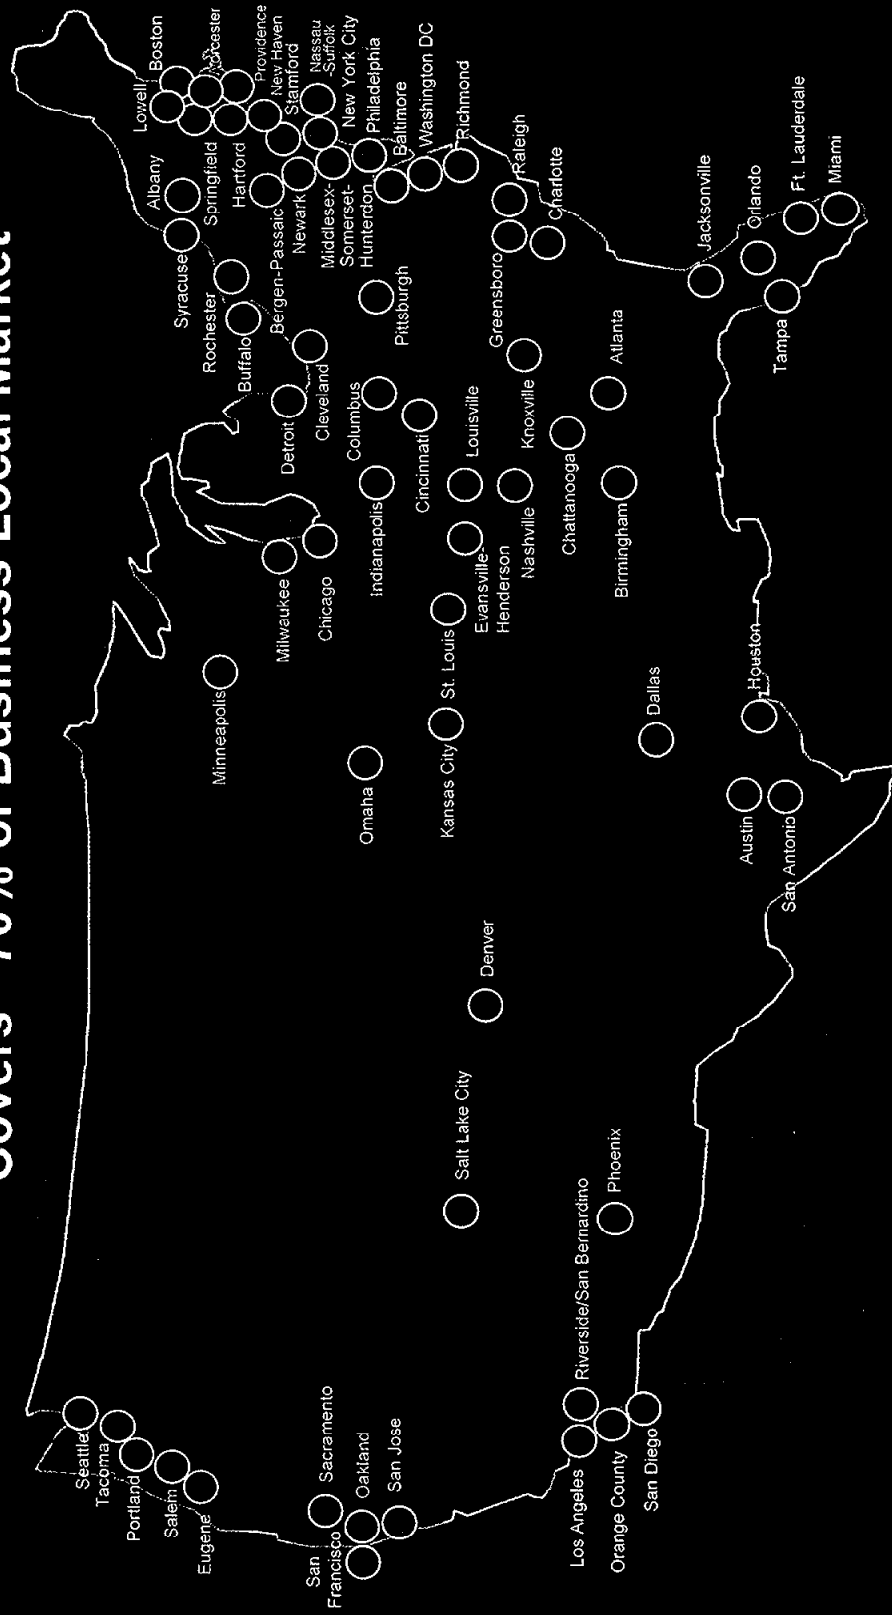 Covers ~70% of Business Local Market
Seattle
Tacoma
Portland
Salem
Eugene
Sacramento
San
Francisco
Oakland
San Jose
Los Angeles
Riverside/San Bernardino
Orange County
San Diego
Phoenix
Salt Lake City
Denver
Minneapolis
Omaha
Kansas City
St. Louis
Dallas
Austin
San Antonio
Houston
Milwaukee
Chicago
Indianapolis
Evansville-
Henderson
Louisville
Nashville
Knoxville
Chattanooga
Birmingham
Atlanta
Detroit
Cleveland
Columbus
Cincinnati
Pittsburgh
Buffalo
Rochester
Syracuse
Albany
Lowell
Boston
Providence
Springfield
Hartford
New Haven
Stamford
Nassau
-Suffolk
New York City
Bergen-Passaic
Newark
Middlesex-
Somerset-
Hunterdon
Philadelphia
Baltimore
Washington DC
Richmond
Raleigh
Greensboro
Charlotte
Jacksonville
Orlando
Tampa
Ft. Lauderdale
Miami